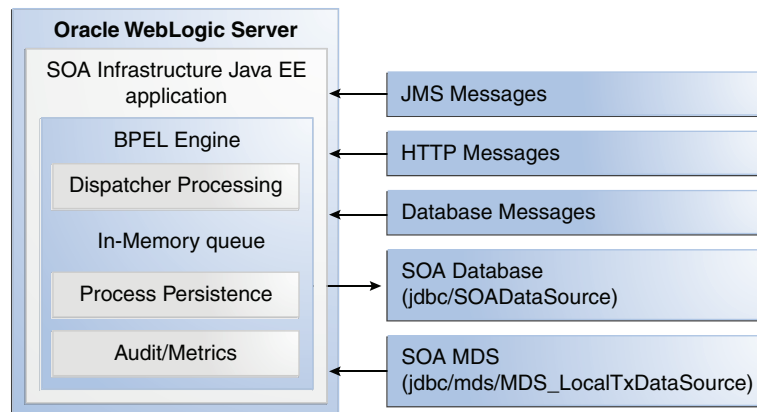 Oracle WebLogic Server
SOA Infrastructure Java EE
application
BPEL Engine
Dispatcher Processing
In-Memory queue
Process Persistence
Audit/Metrics
JMS Messages
HTTP Messages
Database Messages
SOA Database
(jdbc/SOADataSource)
SOA MDS
(jdbc/mds/MDS_LocalTxDataSource)